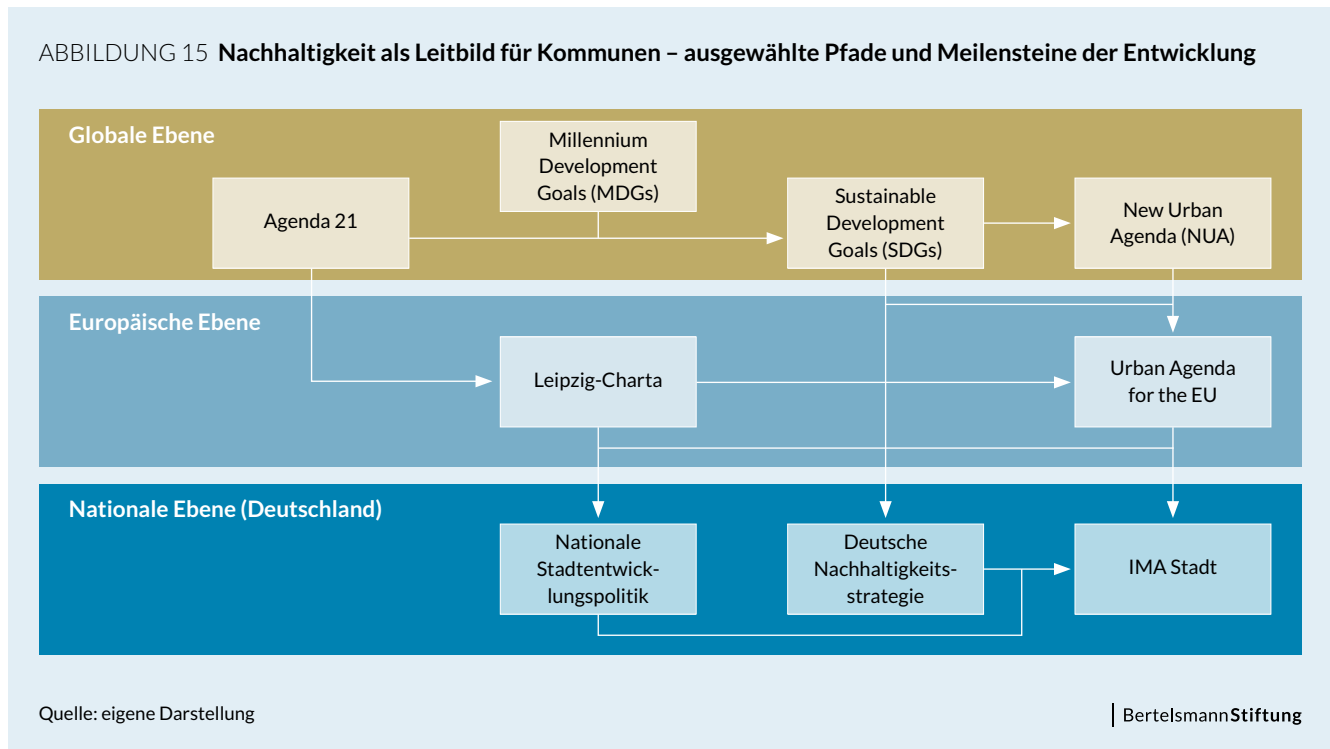 ABBILDUNG 15 Nachhaltigkeit als Leitbild für Kommunen – ausgewählte Pfade und Meilensteine der Entwicklung
Globale Ebene
Millennium
Development
Goals (MDGs)
Agenda 21
Sustainable
Development
Goals (SDGs)
New Urban
Agenda (NUA)
Europäische Ebene
Leipzig-Charta
Urban Agenda
for the EU
Nationale Ebene (Deutschland)
Nationale
Stadtentwick-
lungspolitik
Deutsche
Nachhaltigkeits-
strategie
IMA Stadt
Quelle: eigene Darstellung
BertelsmannStiftung